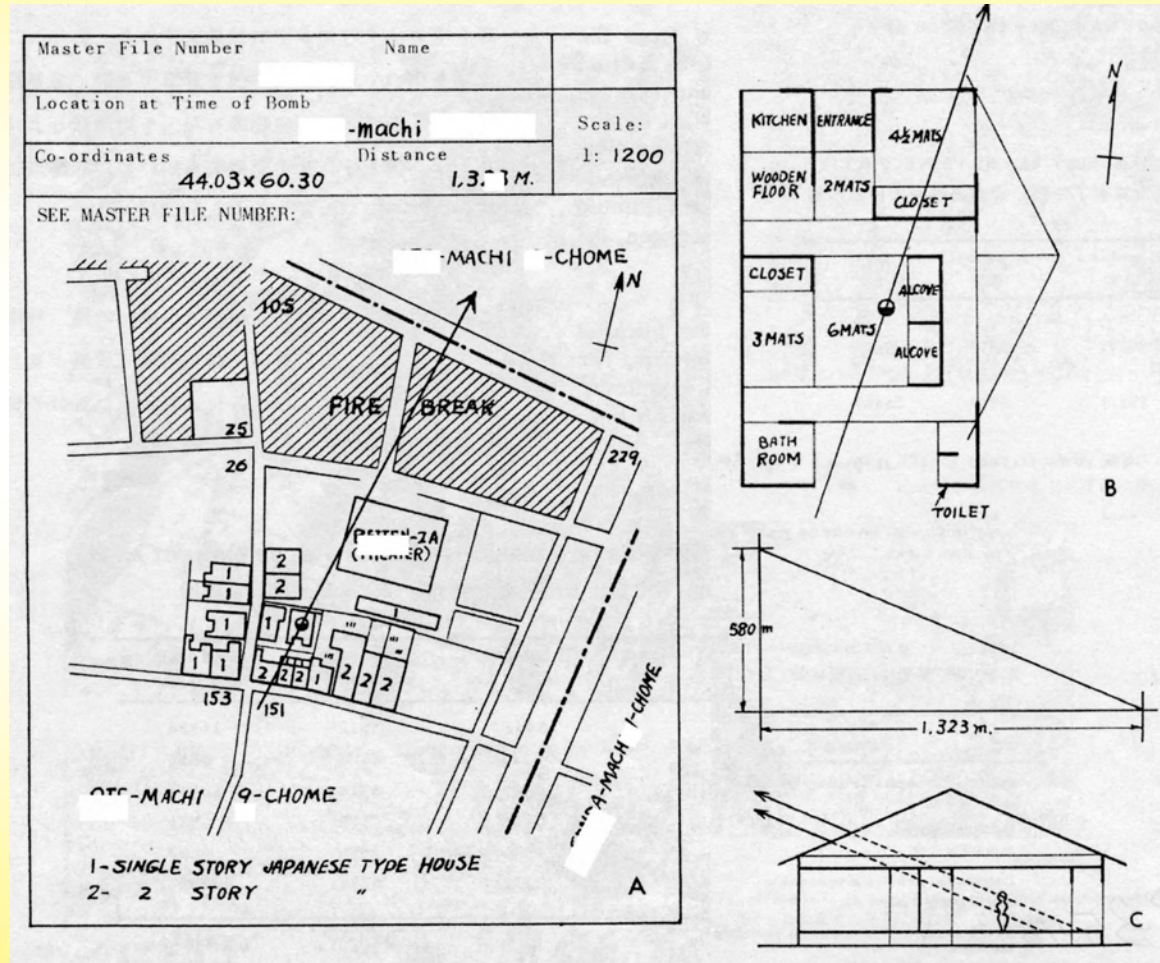 Master File Number Name
Location at Time of Bomb
-machi
Scale:
1: 1200
Co-ordinates Distance
44.03 x 60.30 M.
SEE MASTER FILE NUMBER:
-MACHI -CHOME
N
105
FIRE BREAK
25
26
229
2
1
2
1
1
1
1
1
1
2
2
2
1
2
2
2
153
151
-MACHI 9-CHOME
A-MACH 1-CHOME
1-SINGLE STORY JAPANESE TYPE HOUSE
2- 2 STORY "
A
N
KITCHEN ENTRANCE 4½ MATS
WOODEN FLOOR 2 MATS
CLOSET
CLOSET ALCOVE
3 MATS 6 MATS
ALCOVE
BATH ROOM
TOILET
B
580 m
1,323 m.
C